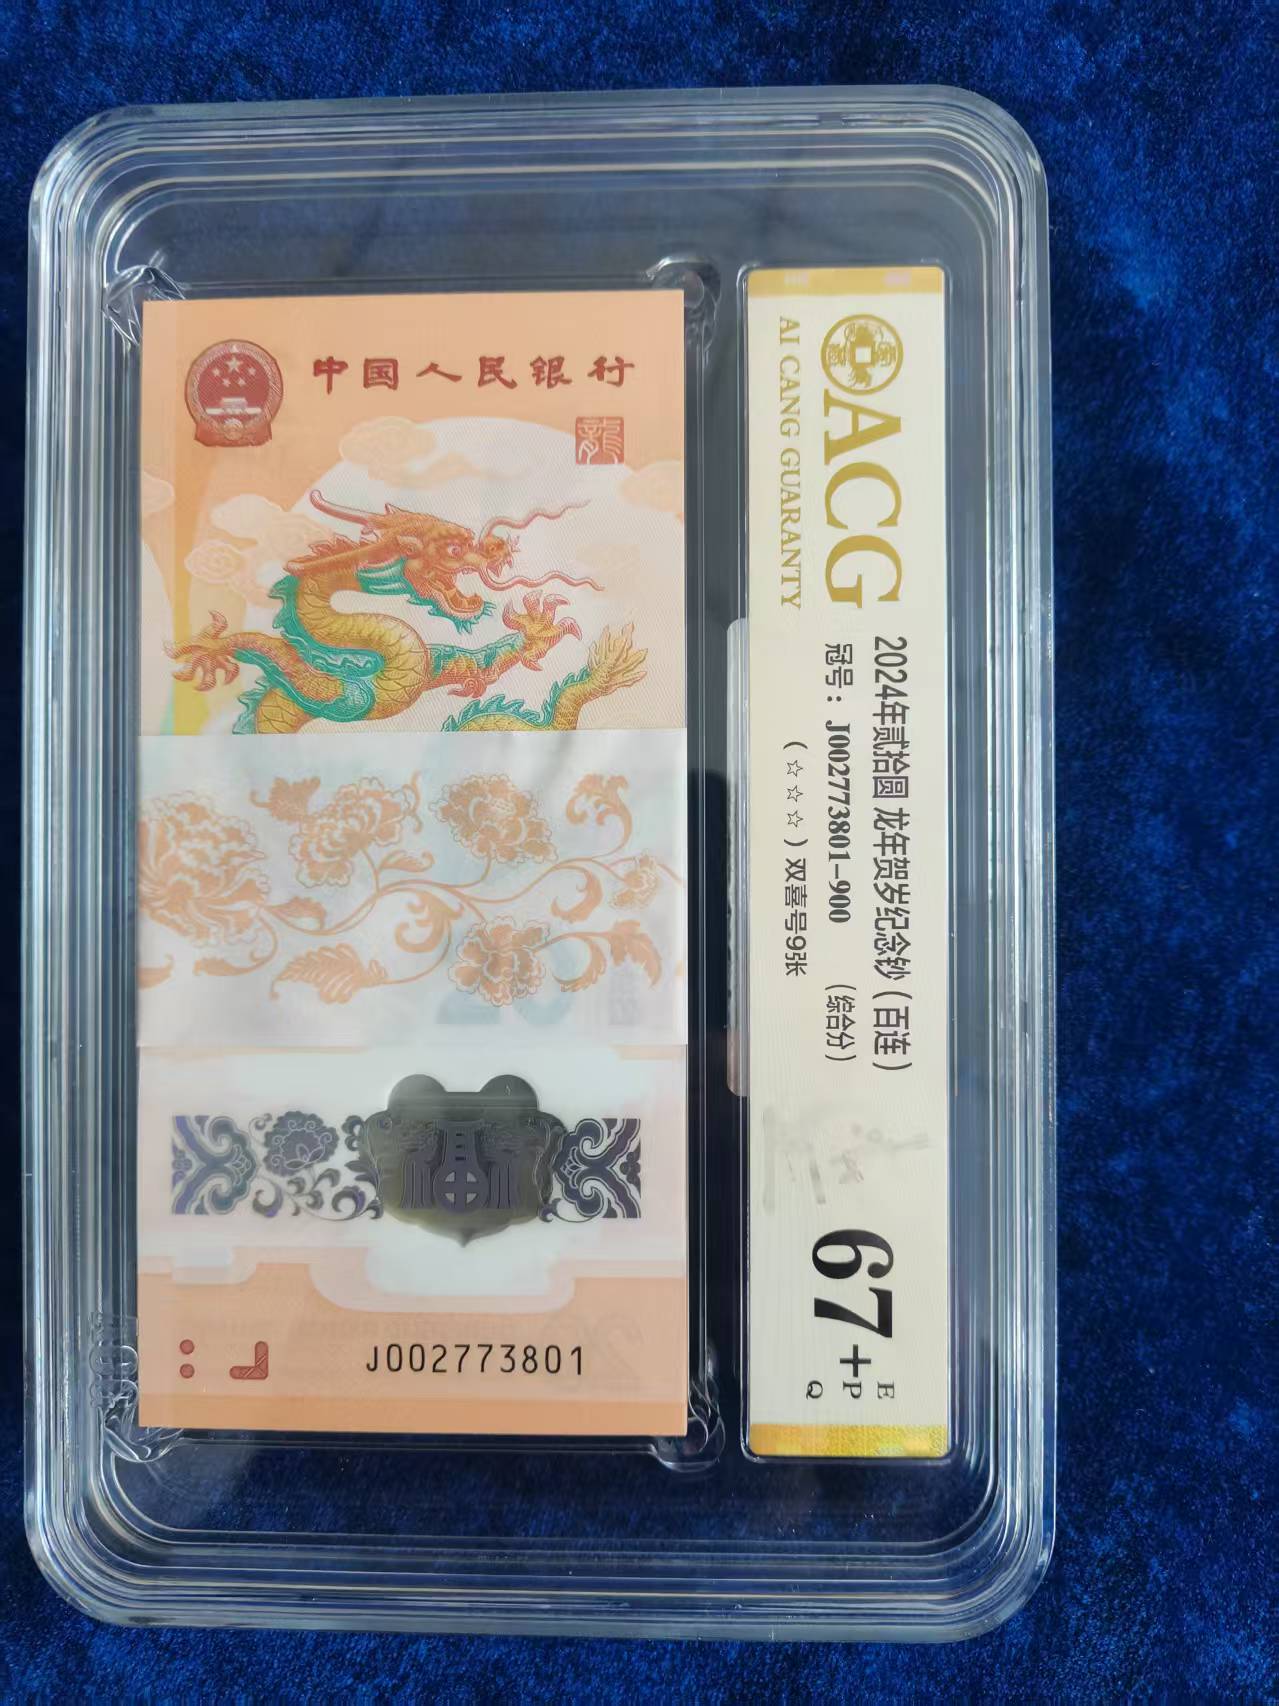 中国人民银行
龍
J002773801
ACG
AI CANG GUARANTY
2024年贰拾圆 龙年贺岁纪念钞（百连）
冠号：J002773801-900 （综合分）
（☆☆☆）双喜号9张
67+
E
P
Q